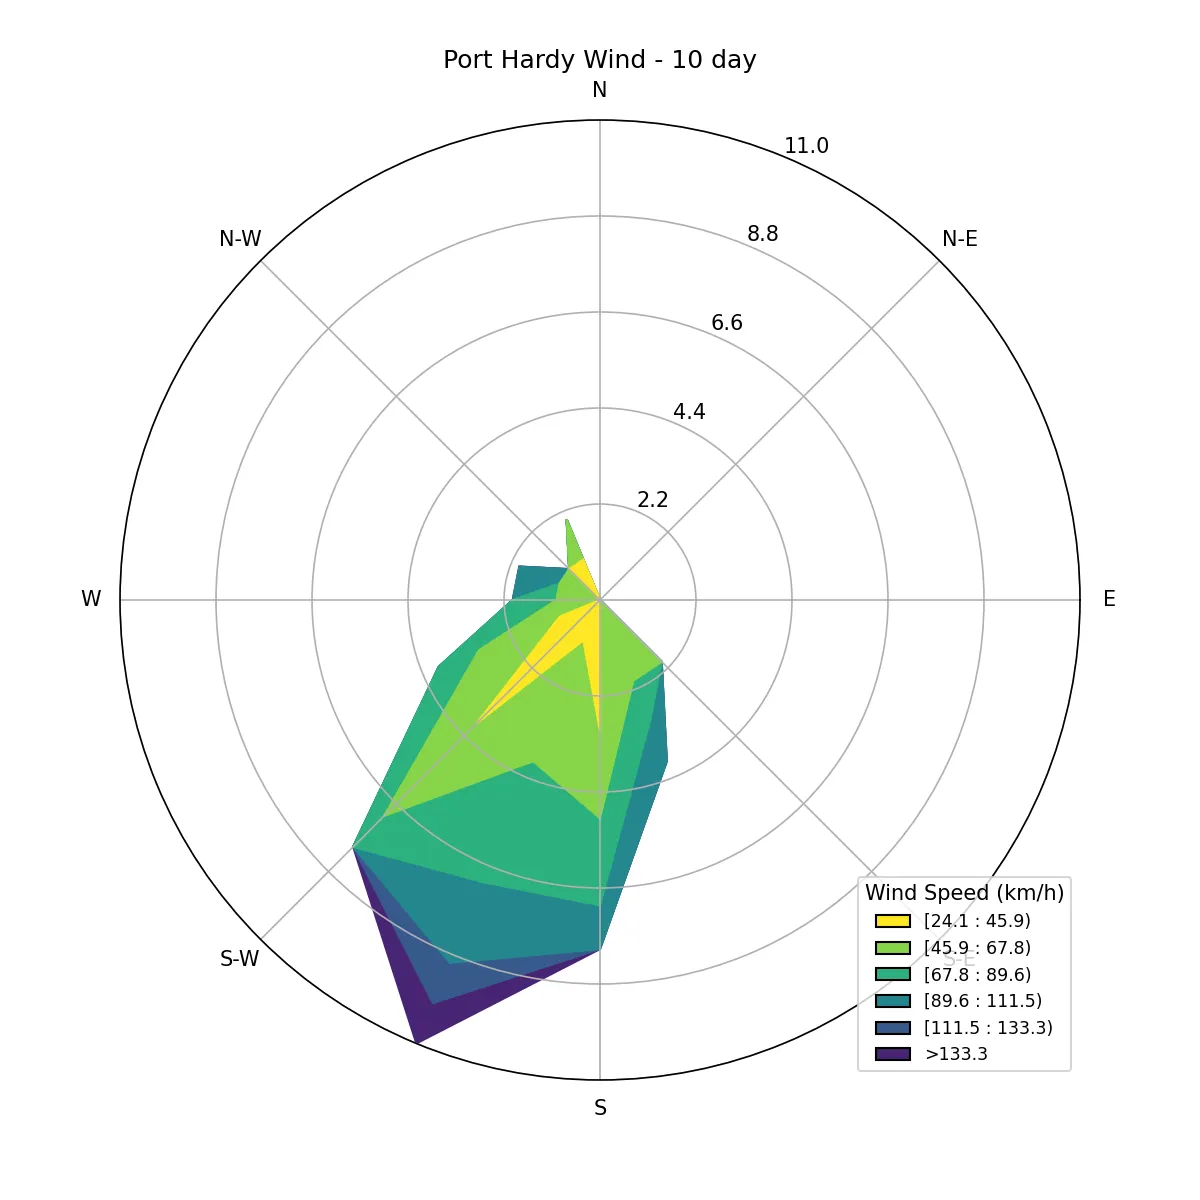 Port Hardy Wind - 10 day
N
11.0
N-W
N-E
8.8
6.6
4.4
2.2
W
E
S-W
S-E
Wind Speed (km/h)
[24.1 : 45.9)
[45.9 : 67.8)
[67.8 : 89.6)
[89.6 : 111.5)
[111.5 : 133.3)
>133.3
S